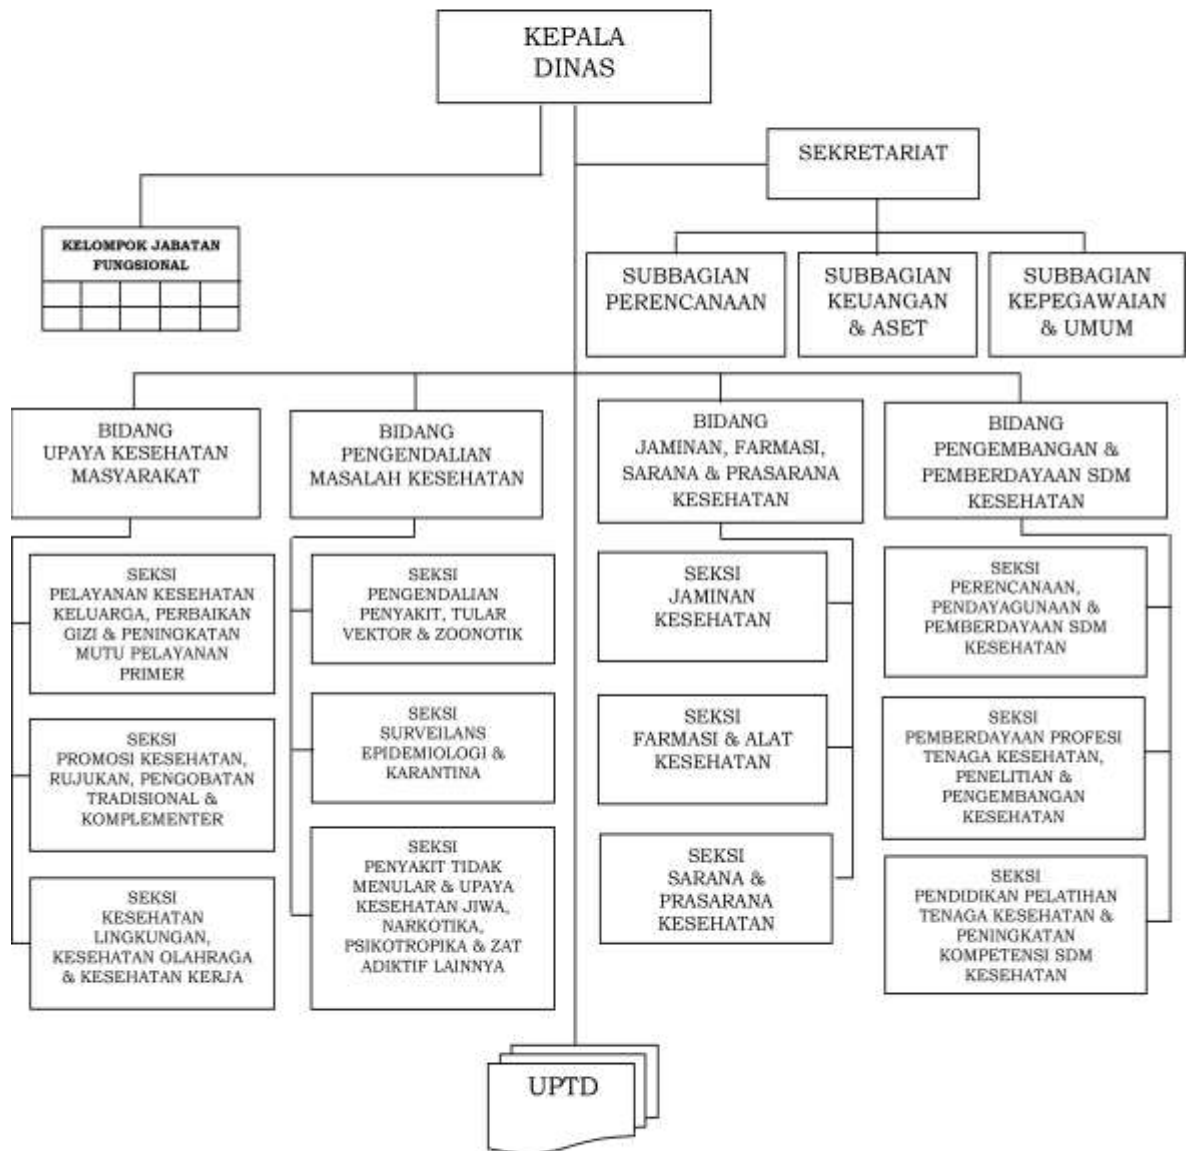 KEPALA
DINAS
SEKRETARIAT
KELOMPOK JABATAN
FUNGSIONAL
SUBBAGIAN
PERENCANAAN
SUBBAGIAN
KEUANGAN
& ASET
SUBBAGIAN
KEPEGAWAIAN
& UMUM
BIDANG
UPAYA KESEHATAN
MASYARAKAT
BIDANG
PENGENDALIAN
MASALAH KESEHATAN
BIDANG
JAMINAN, FARMASI,
SARANA & PRASARANA
KESEHATAN
BIDANG
PENGEMBANGAN &
PEMBERDAYAAN SDM
KESEHATAN
SEKSI
PELAYANAN KESEHATAN
KELUARGA, PERBAIKAN
GIZI & PENINGKATAN
MUTU PELAYANAN
PRIMER
SEKSI
PENGENDALIAN
PENYAKIT, TULAR
VEKTOR & ZOONOTIK
SEKSI
JAMINAN
KESEHATAN
SEKSI
PERENCANAAN,
PENDAYAGUNAAN &
PEMBERDAYAAN SDM
KESEHATAN
SEKSI
PROMOSI KESEHATAN,
RUJUKAN, PENGOBATAN
TRADISIONAL &
KOMPLEMENTER
SEKSI
SURVEILANS
EPIDEMIOLOGI &
KARANTINA
SEKSI
FARMASI & ALAT
KESEHATAN
SEKSI
PEMBERDAYAAN PROFESI
TENAGA KESEHATAN,
PENELITIAN &
PENGEMBANGAN
KESEHATAN
SEKSI
KESEHATAN
LINGKUNGAN,
KESEHATAN OLAHRAGA
& KESEHATAN KERJA
SEKSI
PENYAKIT TIDAK
MENULAR & UPAYA
KESEHATAN JIWA,
NARKOTIKA,
PSIKOTROPIKA & ZAT
ADIKTIF LAINNYA
SEKSI
SARANA &
PRASARANA
KESEHATAN
SEKSI
PENDIDIKAN PELATIHAN
TENAGA KESEHATAN &
PENINGKATAN
KOMPETENSI SDM
KESEHATAN
UPTD